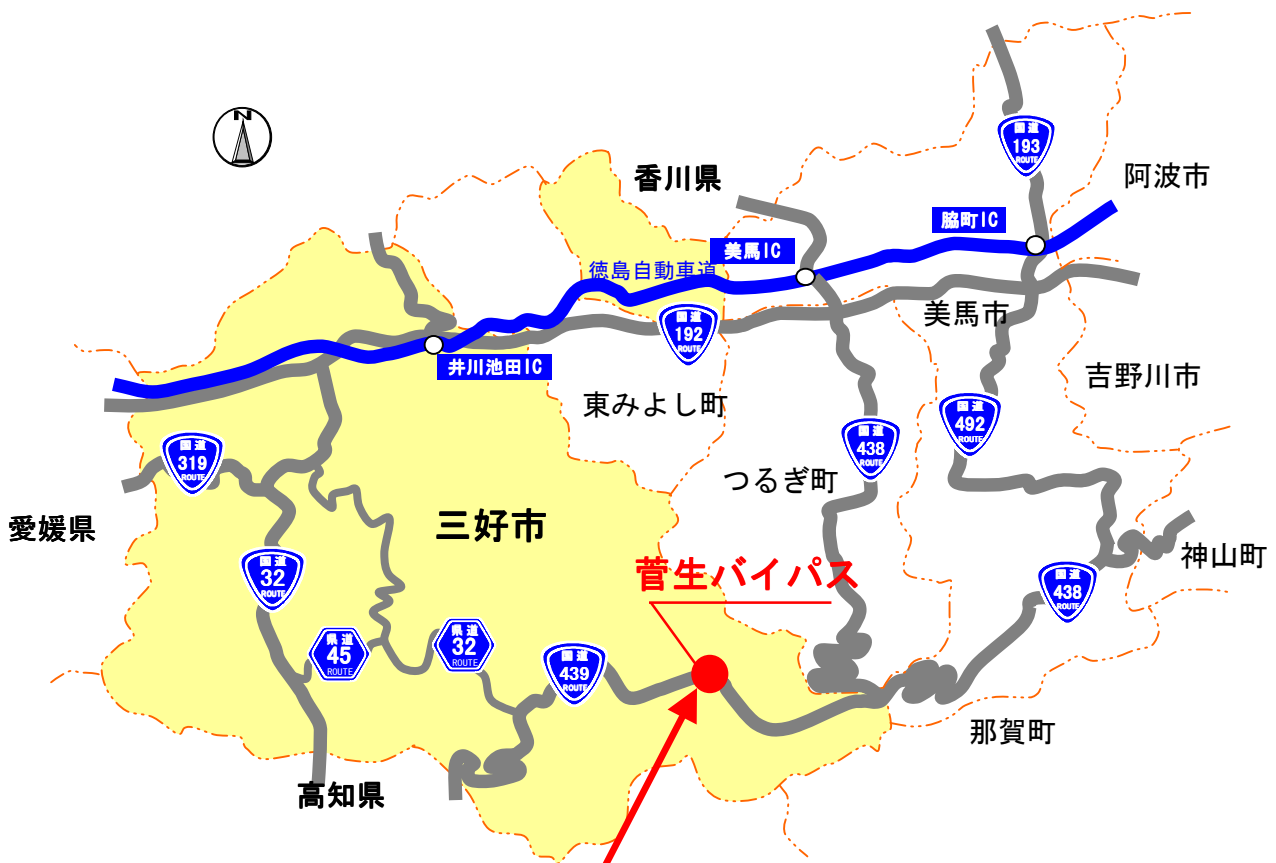 N
国道
193
ROUTE
阿波市
香川県
脇町IC
美馬IC
徳島自動車道
美馬市
国道
192
ROUTE
井川池田IC
吉野川市
東みよし町
国道
492
ROUTE
国道
438
ROUTE
国道
319
ROUTE
つるぎ町
三好市
愛媛県
神山町
国道
32
ROUTE
菅生バイパス
国道
438
ROUTE
県道
45
ROUTE
県道
32
ROUTE
国道
439
ROUTE
那賀町
高知県